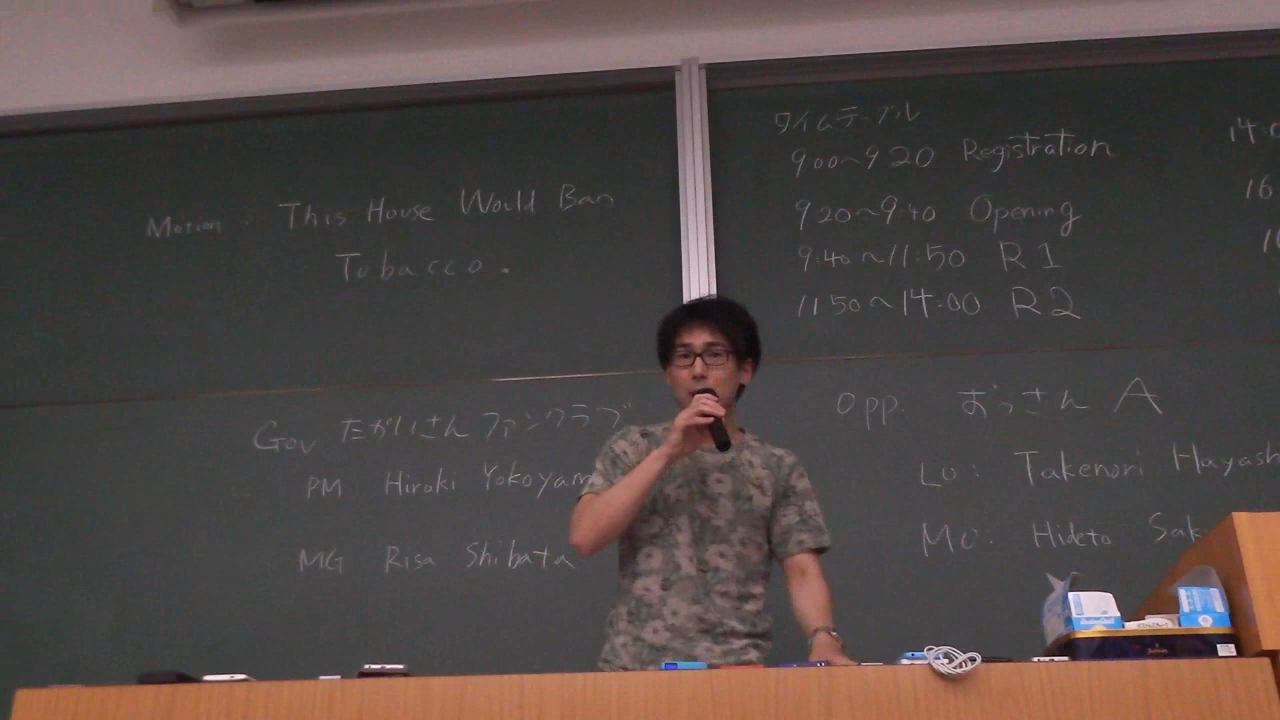 Motion : This House Would Ban
Tobacco.
タイムテーブル
9:00~9:20 Registration
9:20~9:40 Opening
9:40~11:50 R1
11:50~14:00 R2
14:0
16
Gov たがいさんファンクラブ
PM Hiroki Yokoyam
MG Risa Shibata
Opp. おっさん A
LO: Takenori Hayash
MO: Hideto Sak